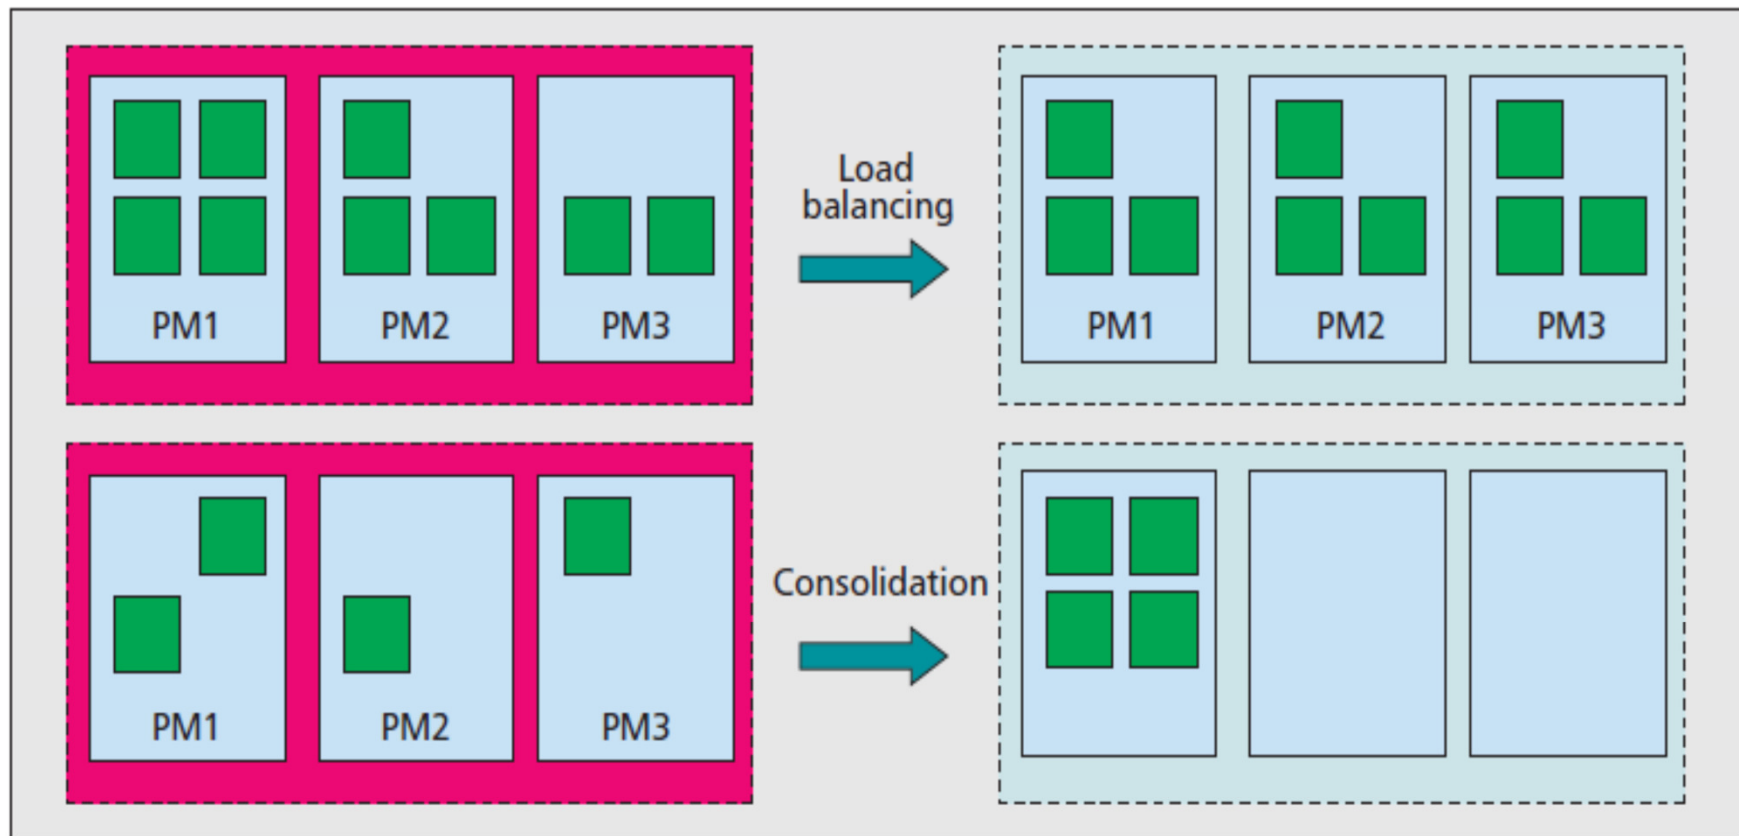 Load
balancing
PM1
PM2
PM3
PM1
PM2
PM3
Consolidation
PM1
PM2
PM3